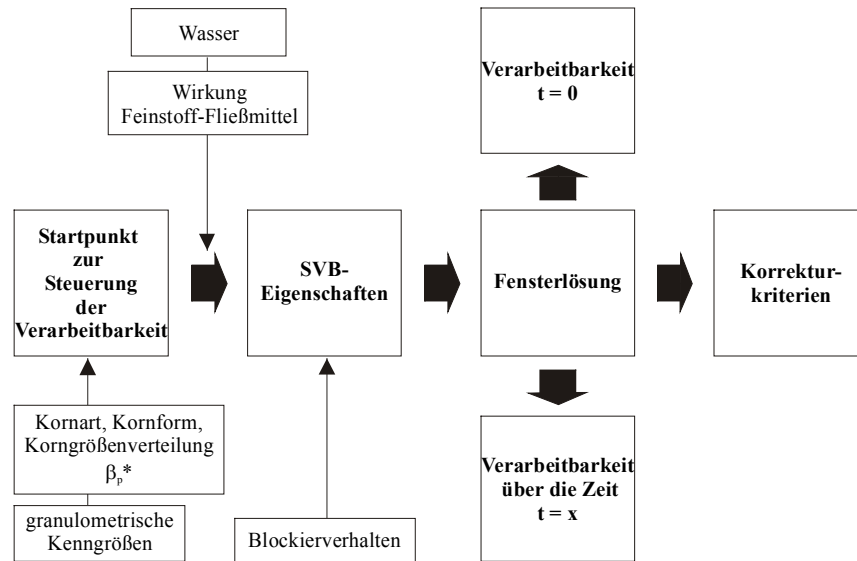 Wasser
Wirkung
Feinstoff-Fließmittel
Verarbeitbarkeit
t = 0
Startpunkt
zur
Steuerung
der
Verarbeitbarkeit
SVB-
Eigenschaften
Fensterlösung
Korrektur-
kriterien
Kornart, Kornform,
Korngrößenverteilung
βp*
granulometrische
Kenngrößen
Blockierverhalten
Verarbeitbarkeit
über die Zeit
t = x